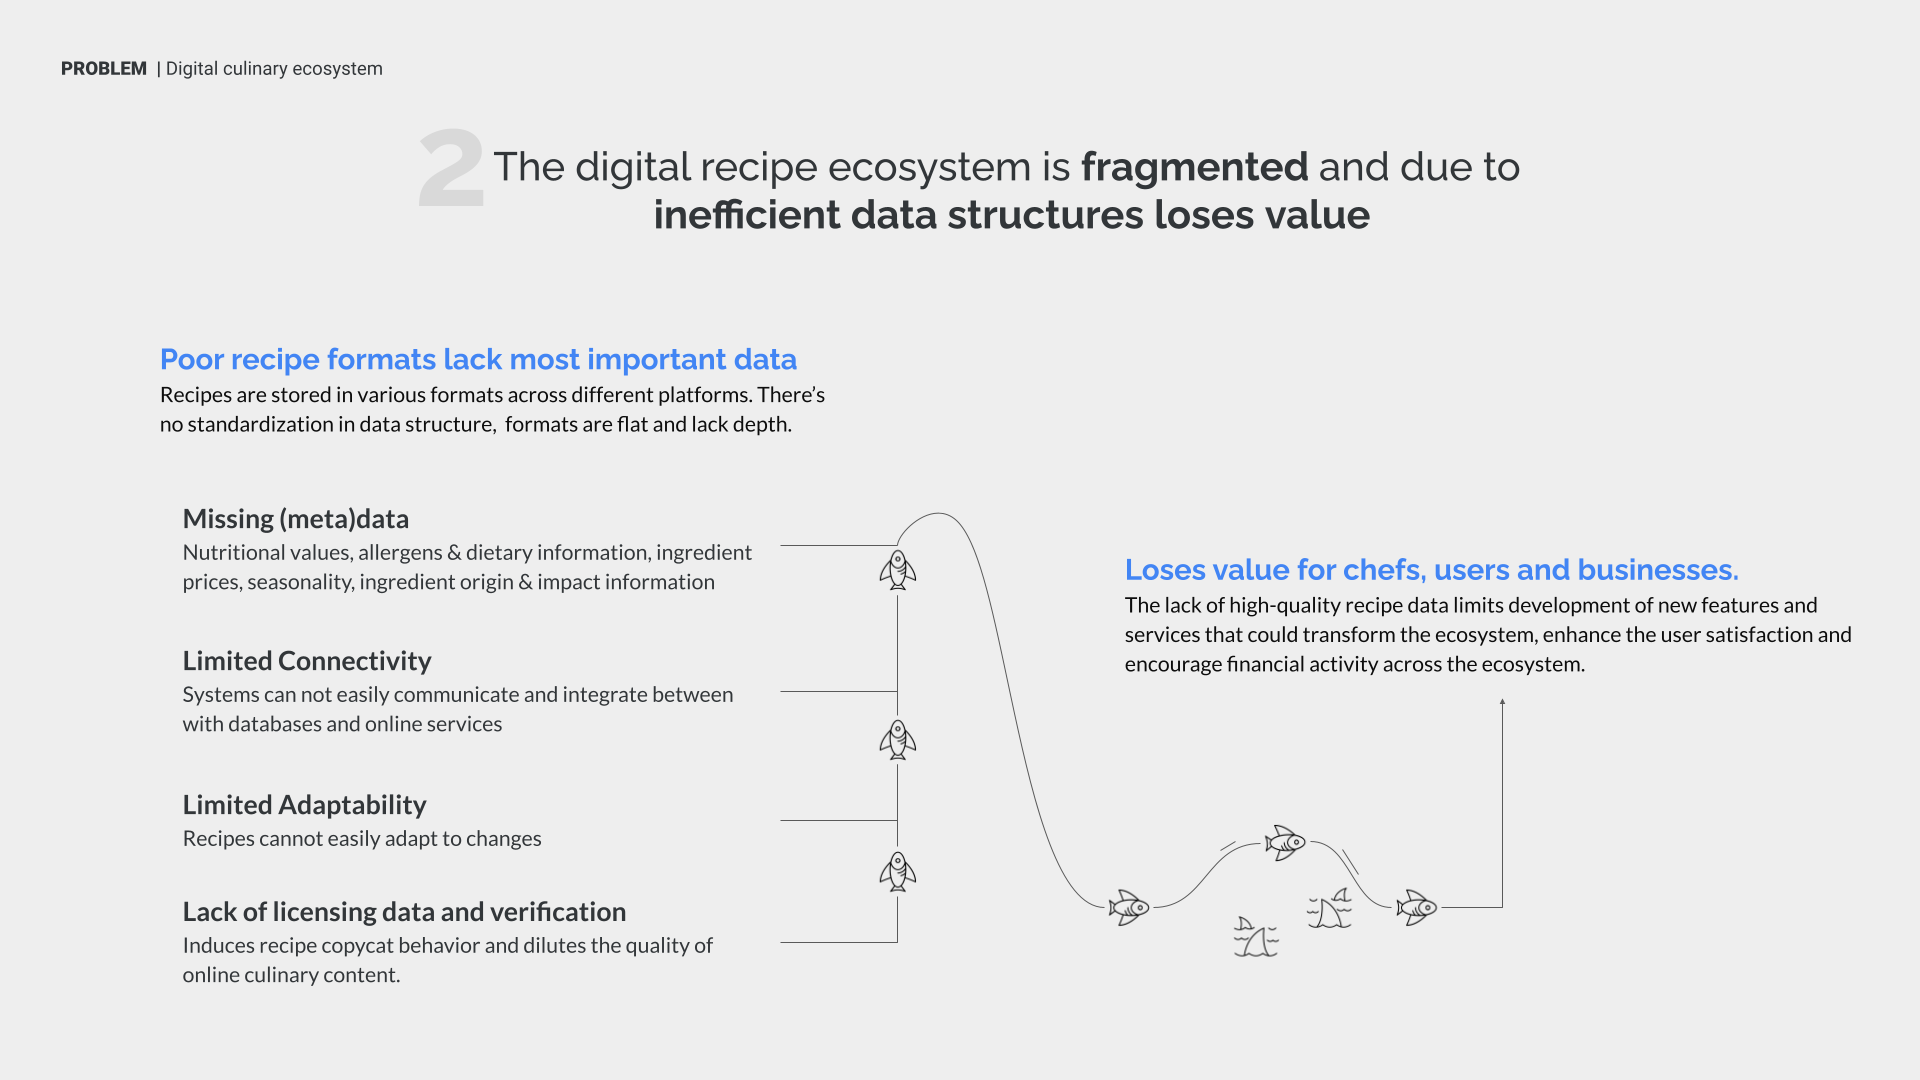 PROBLEM | Digital culinary ecosystem
2
The digital recipe ecosystem is fragmented and due to
inefficient data structures loses value
Poor recipe formats lack most important data
Recipes are stored in various formats across different platforms. There's
no standardization in data structure, formats are flat and lack depth.
Missing (meta)data
Nutritional values, allergens & dietary information, ingredient
prices, seasonality, ingredient origin & impact information
Limited Connectivity
Systems can not easily communicate and integrate between
with databases and online services
Limited Adaptability
Recipes cannot easily adapt to changes
Lack of licensing data and verification
Induces recipe copycat behavior and dilutes the quality of
online culinary content.
Loses value for chefs, users and businesses.
The lack of high-quality recipe data limits development of new features and
services that could transform the ecosystem, enhance the user satisfaction and
encourage financial activity across the ecosystem.